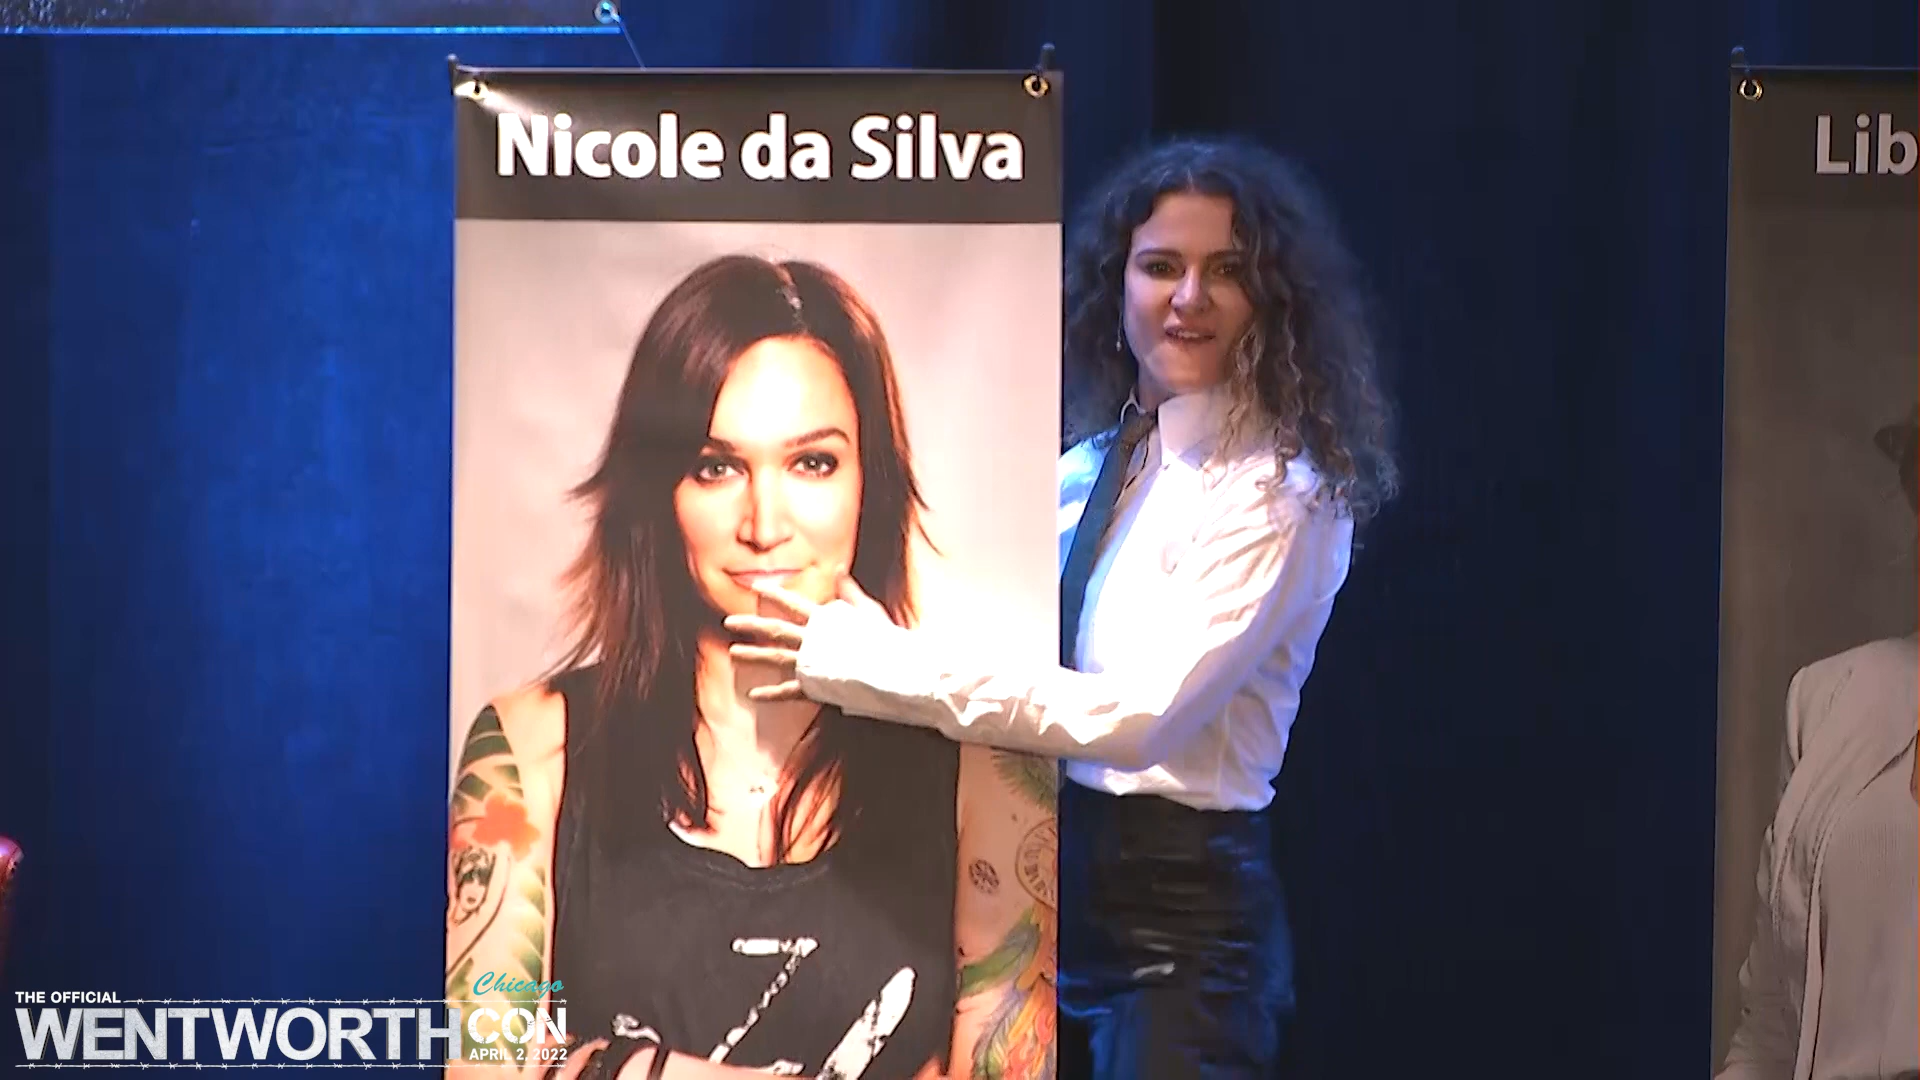 Nicole da Silva
Lib
THE OFFICIAL
Chicago
WENTWORTH CON
APRIL 2, 2022